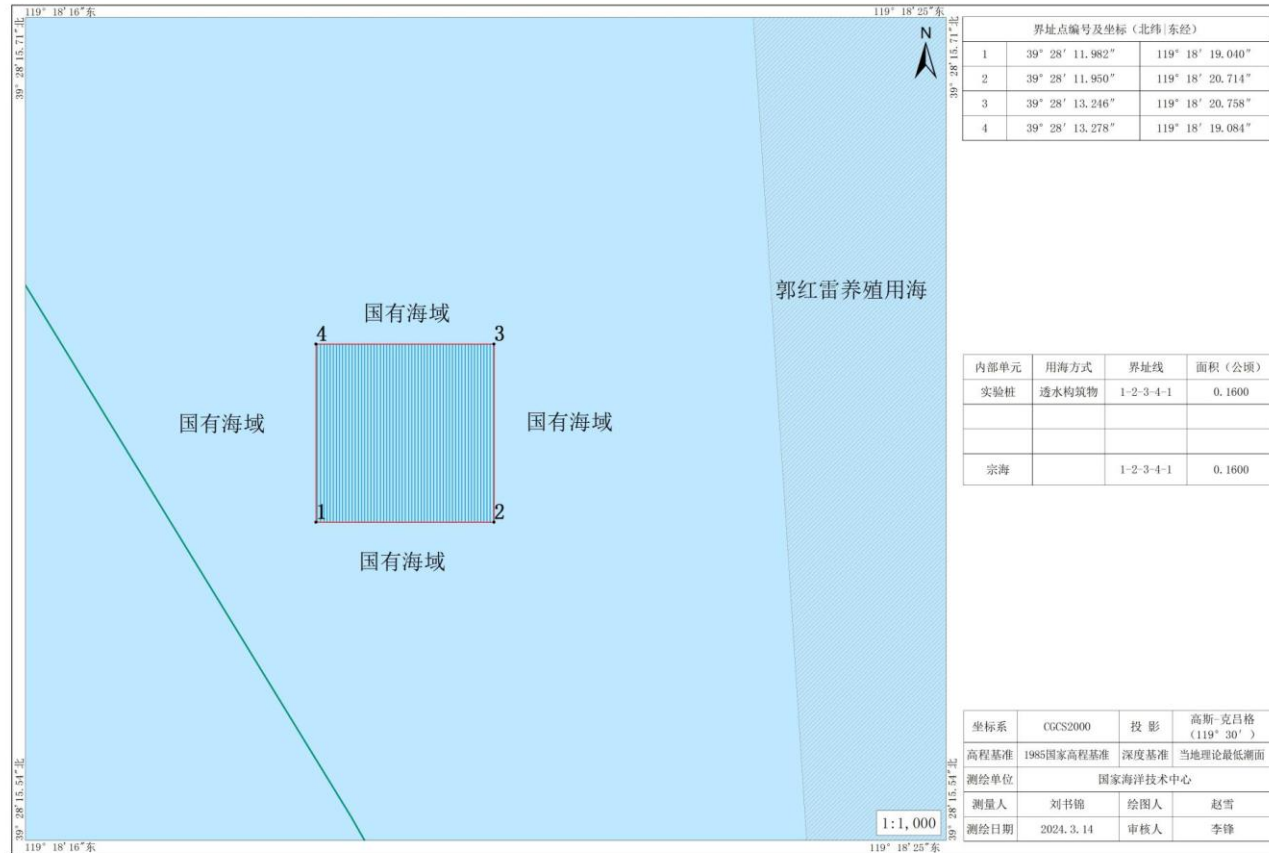 119° 18′ 16″东
119° 18′ 25″东
39° 28′ 15.71″北
39° 28′ 15.71″北
N
郭红雷养殖用海
国有海域
4
3
国有海域
国有海域
1
2
国有海域
1:1,000
39° 28′ 15.54″北
39° 28′ 15.54″北
119° 18′ 16″东
119° 18′ 25″东
界址点编号及坐标（北纬|东经）
1 39° 28′ 11.982″ 119° 18′ 19.040″
2 39° 28′ 11.950″ 119° 18′ 20.714″
3 39° 28′ 13.246″ 119° 18′ 20.758″
4 39° 28′ 13.278″ 119° 18′ 19.084″
内部单元 用海方式 界址线 面积（公顷）
实验桩 透水构筑物 1-2-3-4-1 0.1600
宗海 1-2-3-4-1 0.1600
坐标系 CGCS2000 投 影 高斯-克吕格
（119° 30′ ）
高程基准 1985国家高程基准 深度基准 当地理论最低潮面
测绘单位 国家海洋技术中心
测量人 刘书锦 绘图人 赵雪
测绘日期 2024.3.14 审核人 李锋